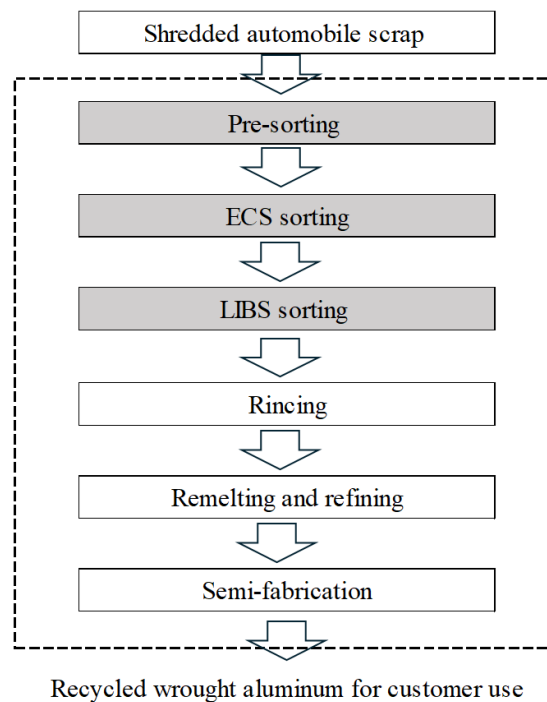 Shredded automobile scrap
Pre-sorting
ECS sorting
LIBS sorting
Rincing
Remelting and refining
Semi-fabrication
Recycled wrought aluminum for customer use